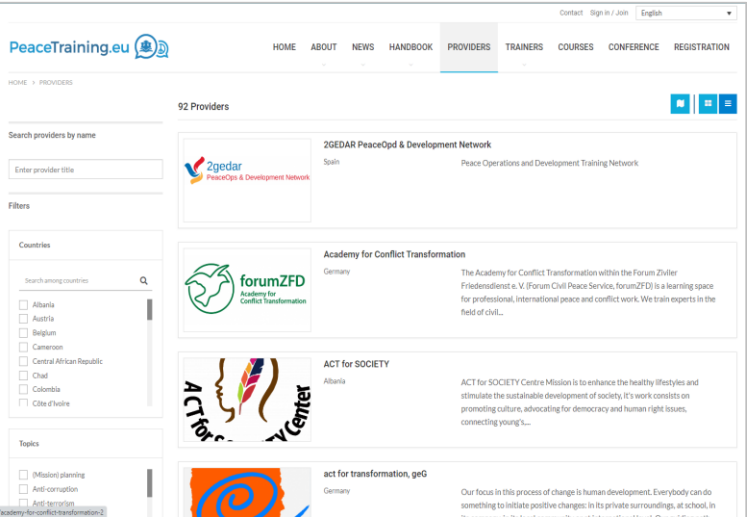 Contact Sign in / Join English
PeaceTraining.eu
HOME ABOUT NEWS HANDBOOK PROVIDERS TRAINERS COURSES CONFERENCE REGISTRATION
HOME > PROVIDERS
92 Providers
Search providers by name
Enter provider title
Filters
Countries
Search among countries
Albania
Austria
Belgium
Cameroon
Central African Republic
Chad
Colombia
Côte d'Ivoire
Topics
(Mission) planning
Anti-corruption
Anti-terrorism
/academy-for-conflict-transformation-2
2GEDAR PeaceOpd & Development Network
2gedar
PeaceOps & Development Network
Spain
Peace Operations and Development Training Network
Academy for Conflict Transformation
forumZFD
Academy for
Conflict Transformation
Germany
The Academy for Conflict Transformation within the Forum Ziviler
Friedensdienst e. V. (Forum Civil Peace Service, forumZFD) is a learning space
for professional, international peace and conflict work. We train experts in the
field of civil...
ACT for SOCIETY
ACT for SOCIETY Center
Albania
ACT for SOCIETY Centre Mission is to enhance the healthy lifestyles and
stimulate the sustainable development of society, it's work consists on
promoting culture, advocating for democracy and human right issues,
connecting young's,...
act for transformation, geG
Germany
Our focus in this process of change is human development. Everybody can do
something to initiate positive changes: in its private surroundings, at school, in